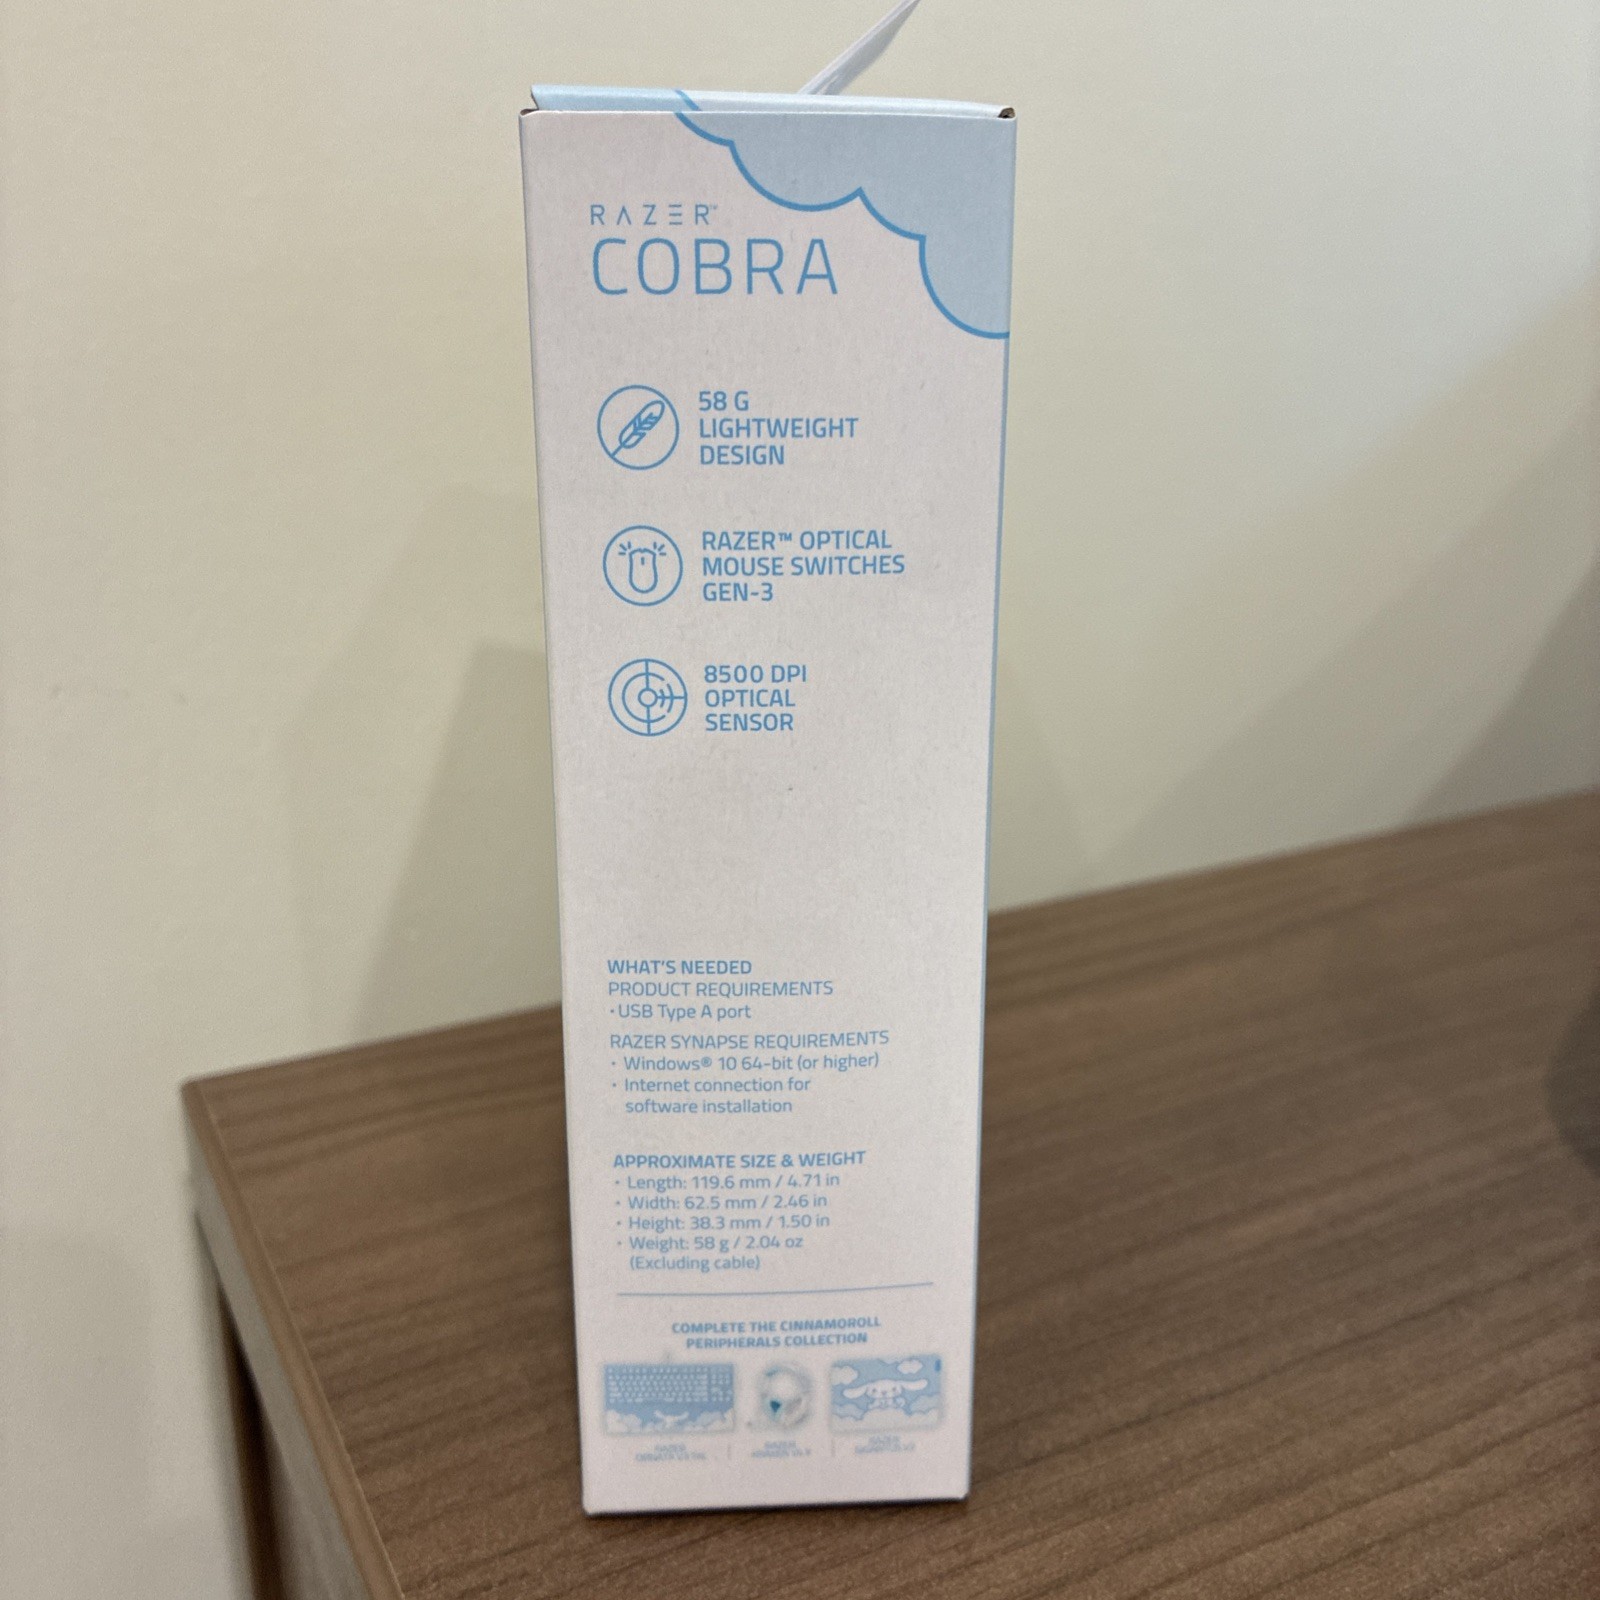 RAZER™
COBRA
58 G
LIGHTWEIGHT
DESIGN
RAZER™ OPTICAL
MOUSE SWITCHES
GEN-3
8500 DPI
OPTICAL
SENSOR
WHAT'S NEEDED
PRODUCT REQUIREMENTS
• USB Type A port
RAZER SYNAPSE REQUIREMENTS
• Windows® 10 64-bit (or higher)
• Internet connection for
software installation
APPROXIMATE SIZE & WEIGHT
• Length: 119.6 mm / 4.71 in
• Width: 62.5 mm / 2.46 in
• Height: 38.3 mm / 1.50 in
• Weight: 58 g / 2.04 oz
(Excluding cable)
COMPLETE THE CINNAMOROLL
PERIPHERALS COLLECTION
RAZER
RAZER
RAZER